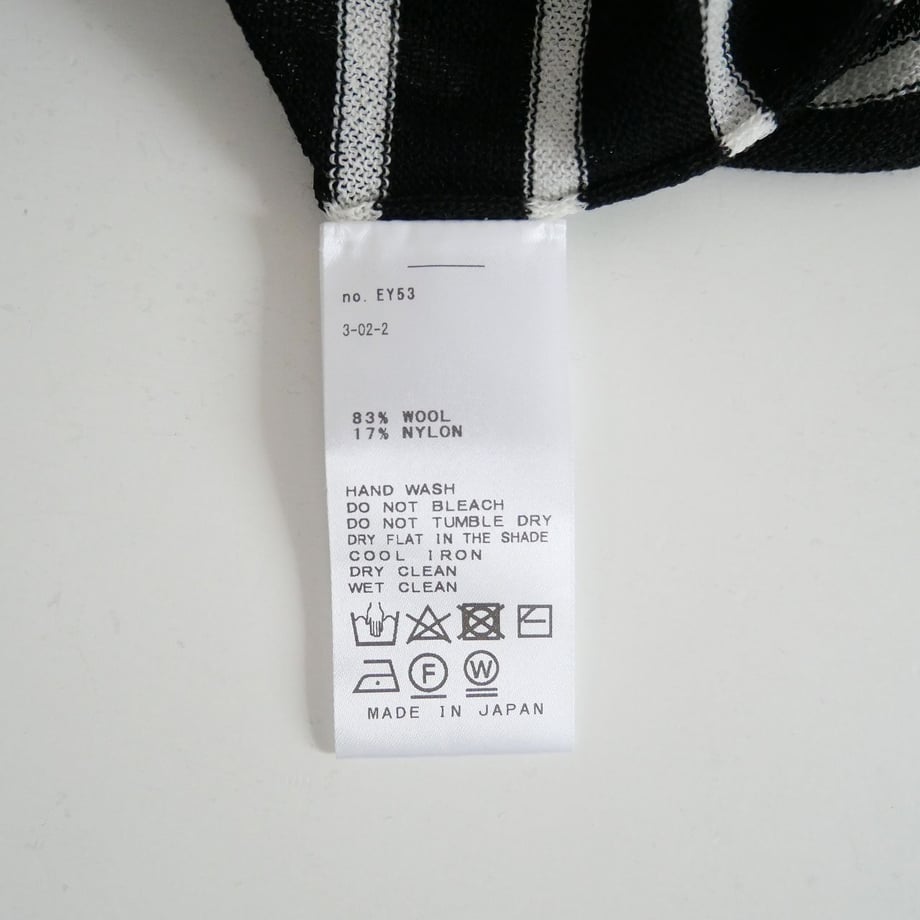 no. EY53
3-02-2
83% WOOL
17% NYLON
HAND WASH
DO NOT BLEACH
DO NOT TUMBLE DRY
DRY FLAT IN THE SHADE
COOL IRON
DRY CLEAN
WET CLEAN
F W
MADE IN JAPAN